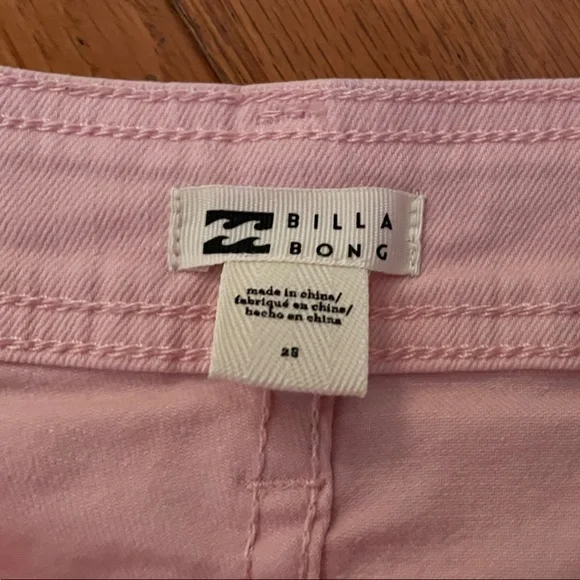 BILLA
BONG
made in china/
fabriqué en chine/
hecho en china
28